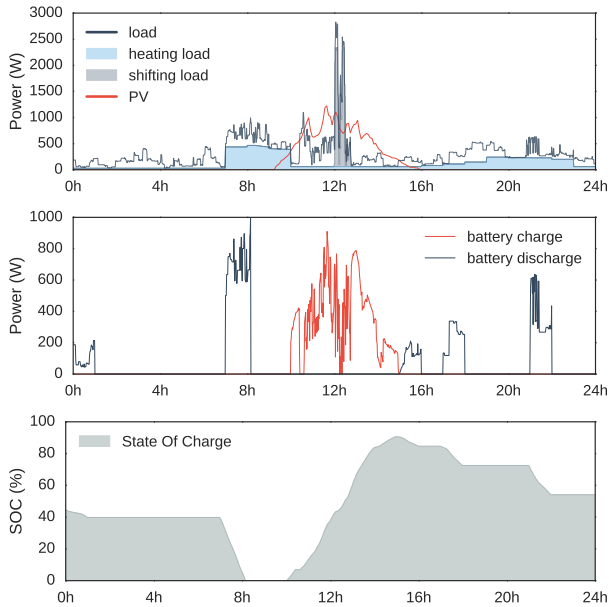 3000
2500
2000
1500
1000
500
0
Power (W)
load
heating load
shifting load
PV
0h 4h 8h 12h 16h 20h 24h
1000
800
600
400
200
0
Power (W)
battery charge
battery discharge
0h 4h 8h 12h 16h 20h 24h
100
80
60
40
20
0
SOC (%)
State Of Charge
0h 4h 8h 12h 16h 20h 24h